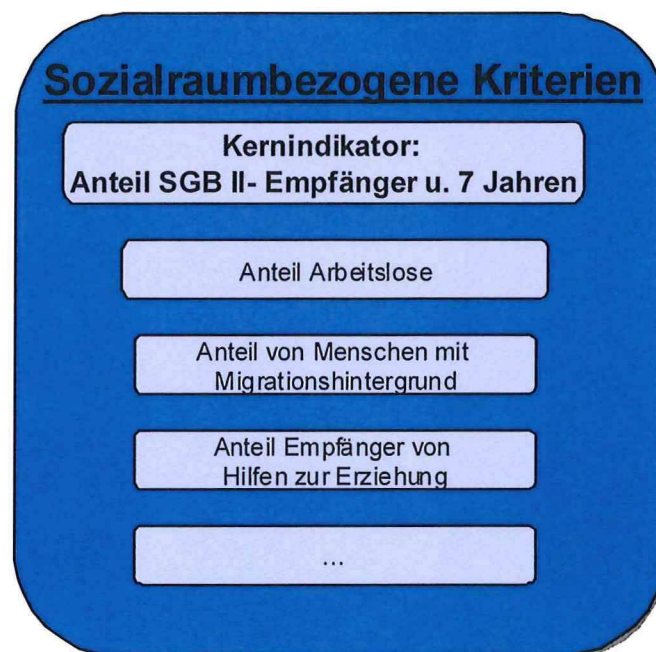 Sozialraumbezogene Kriterien
Kernindikator:
Anteil SGB II- Empfänger u. 7 Jahren
Anteil Arbeitslose
Anteil von Menschen mit
Migrationshintergrund
Anteil Empfänger von
Hilfen zur Erziehung
...